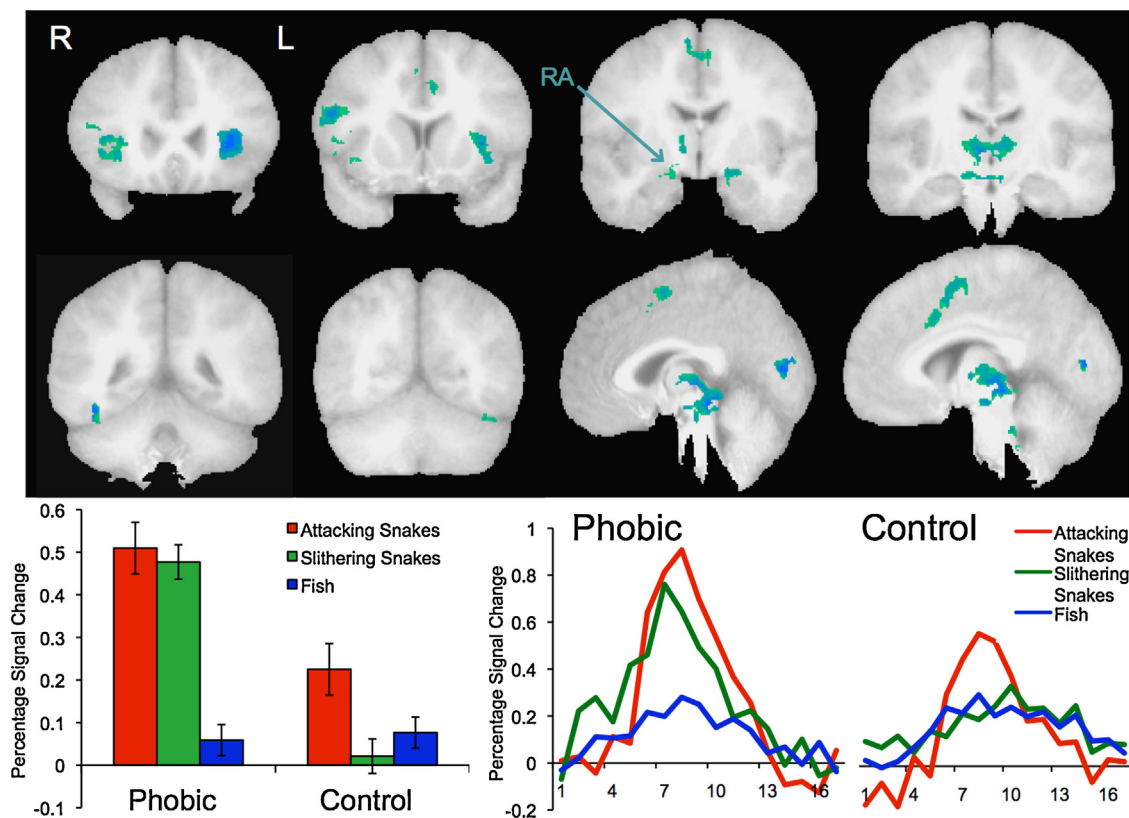 R
L
RA
0.6
0.5
0.4
0.3
0.2
0.1
0
-0.1
Percentage Signal Change
Attacking Snakes
Slithering Snakes
Fish
Phobic
Control
Phobic
Control
1
0.8
0.6
0.4
0.2
0
-0.2
Percentage Signal Change
1
4
7
10
13
16
Attacking
Snakes
Slithering
Snakes
Fish
1
4
7
10
13
16